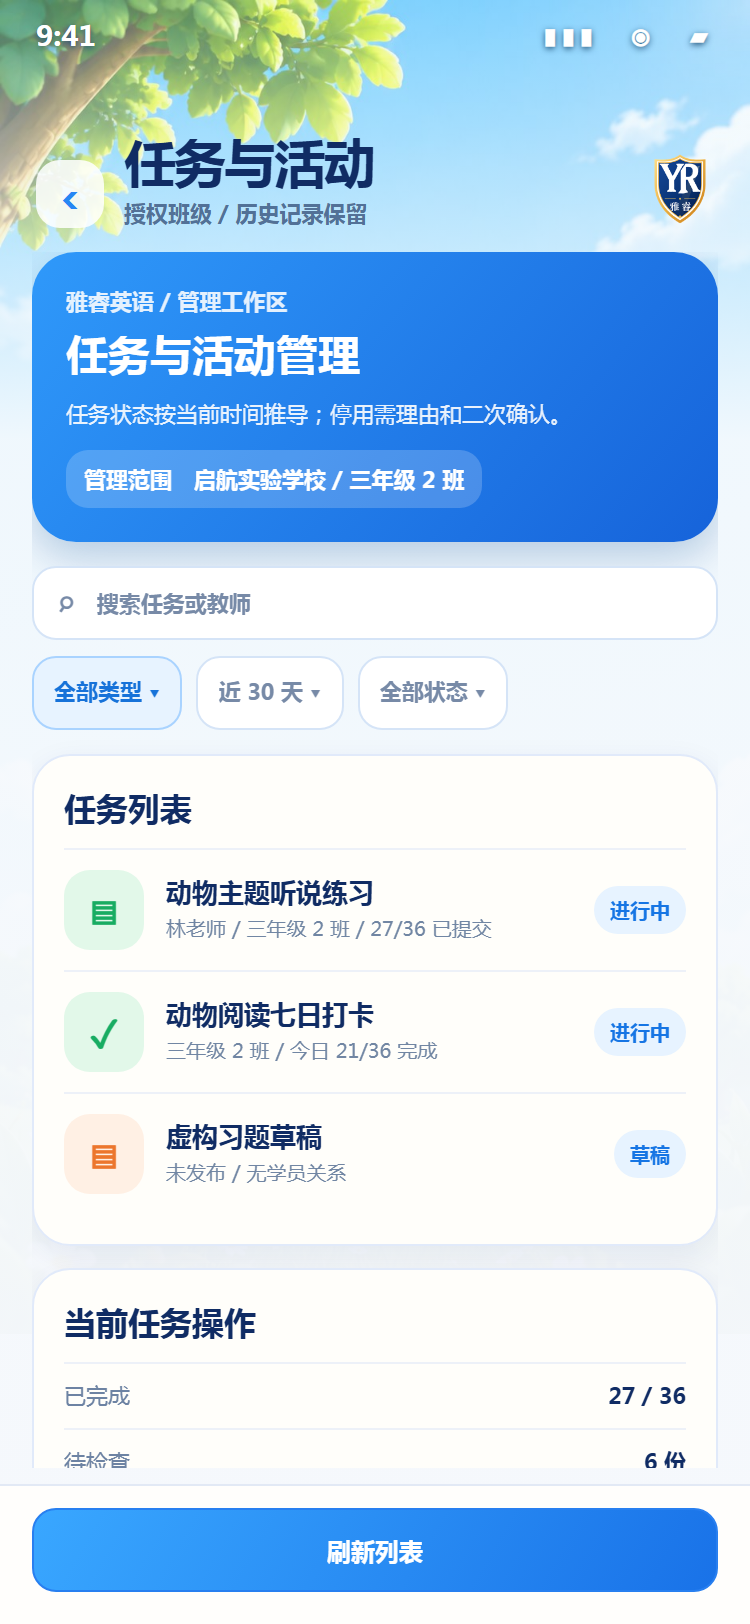 9:41
任务与活动
授权班级 / 历史记录保留
YR
雅睿
雅睿英语 / 管理工作区
任务与活动管理
任务状态按当前时间推导；停用需理由和二次确认。
管理范围 启航实验学校 / 三年级 2 班
搜索任务或教师
全部类型 ▾ 近 30 天 ▾ 全部状态 ▾
任务列表
动物主题听说练习
林老师 / 三年级 2 班 / 27/36 已提交
进行中
动物阅读七日打卡
三年级 2 班 / 今日 21/36 完成
进行中
虚构习题草稿
未发布 / 无学员关系
草稿
当前任务操作
已完成 27 / 36
待检查 6 份
刷新列表